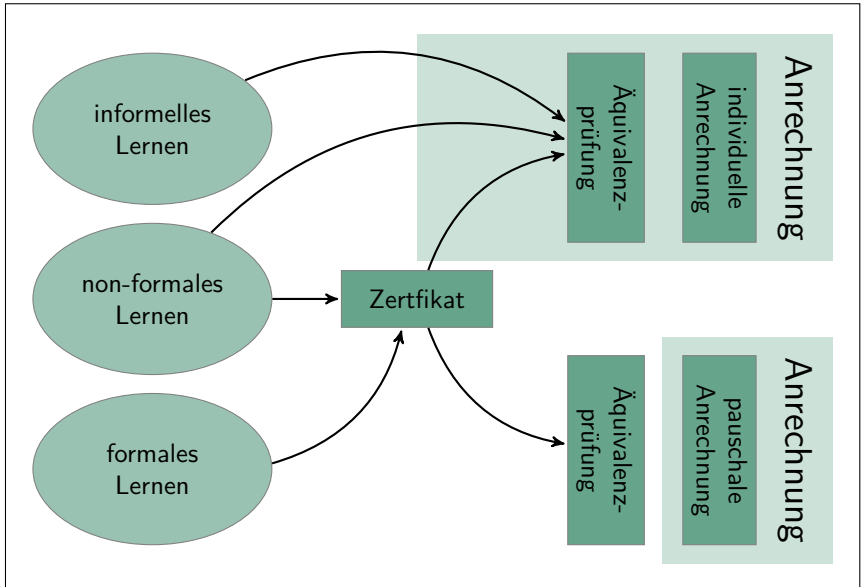 informelles
Lernen
non-formales
Lernen
formales
Lernen
Zertfikat
Äquivalenz-
prüfung
individuelle
Anrechnung
Anrechnung
Äquivalenz-
prüfung
pauschale
Anrechnung
Anrechnung